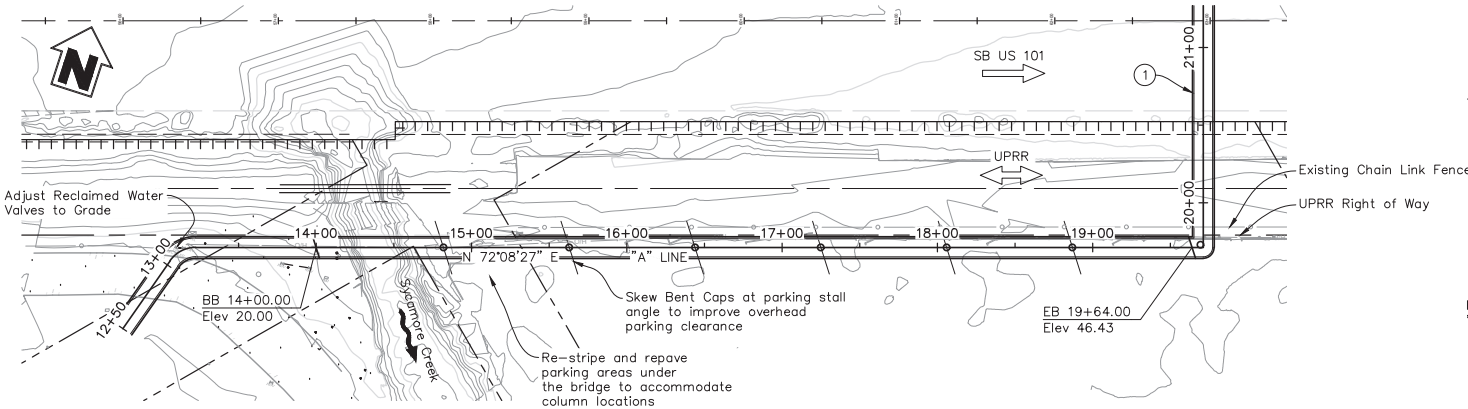 N
SB US 101
1
21+00
UPRR
Existing Chain Link Fence
Adjust Reclaimed Water
Valves to Grade
UPRR Right of Way
20+00
13+00
14+00
15+00
16+00
17+00
18+00
19+00
N 72°08'27" E
"A" LINE
12+50
BB 14+00.00
Elev 20.00
Sycamore Creek
Skew Bent Caps at parking stall
angle to improve overhead
parking clearance
EB 19+64.00
Elev 46.43
Re-stripe and repave
parking areas under
the bridge to accommodate
column locations